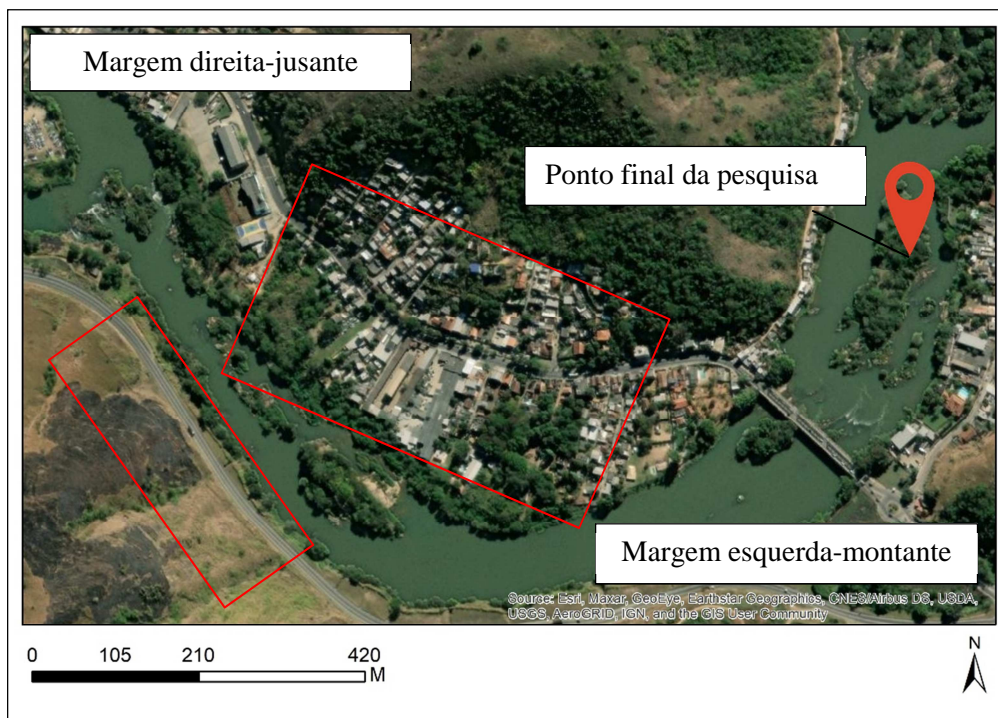 Margem direita-jusante
Ponto final da pesquisa
Margem esquerda-montante
Source: Esri, Maxar, GeoEye, Earthstar Geographics, CNES/Airbus DS, USDA,
USGS, AeroGRID, IGN, and the GIS User Community
0 105 210 420
M
N